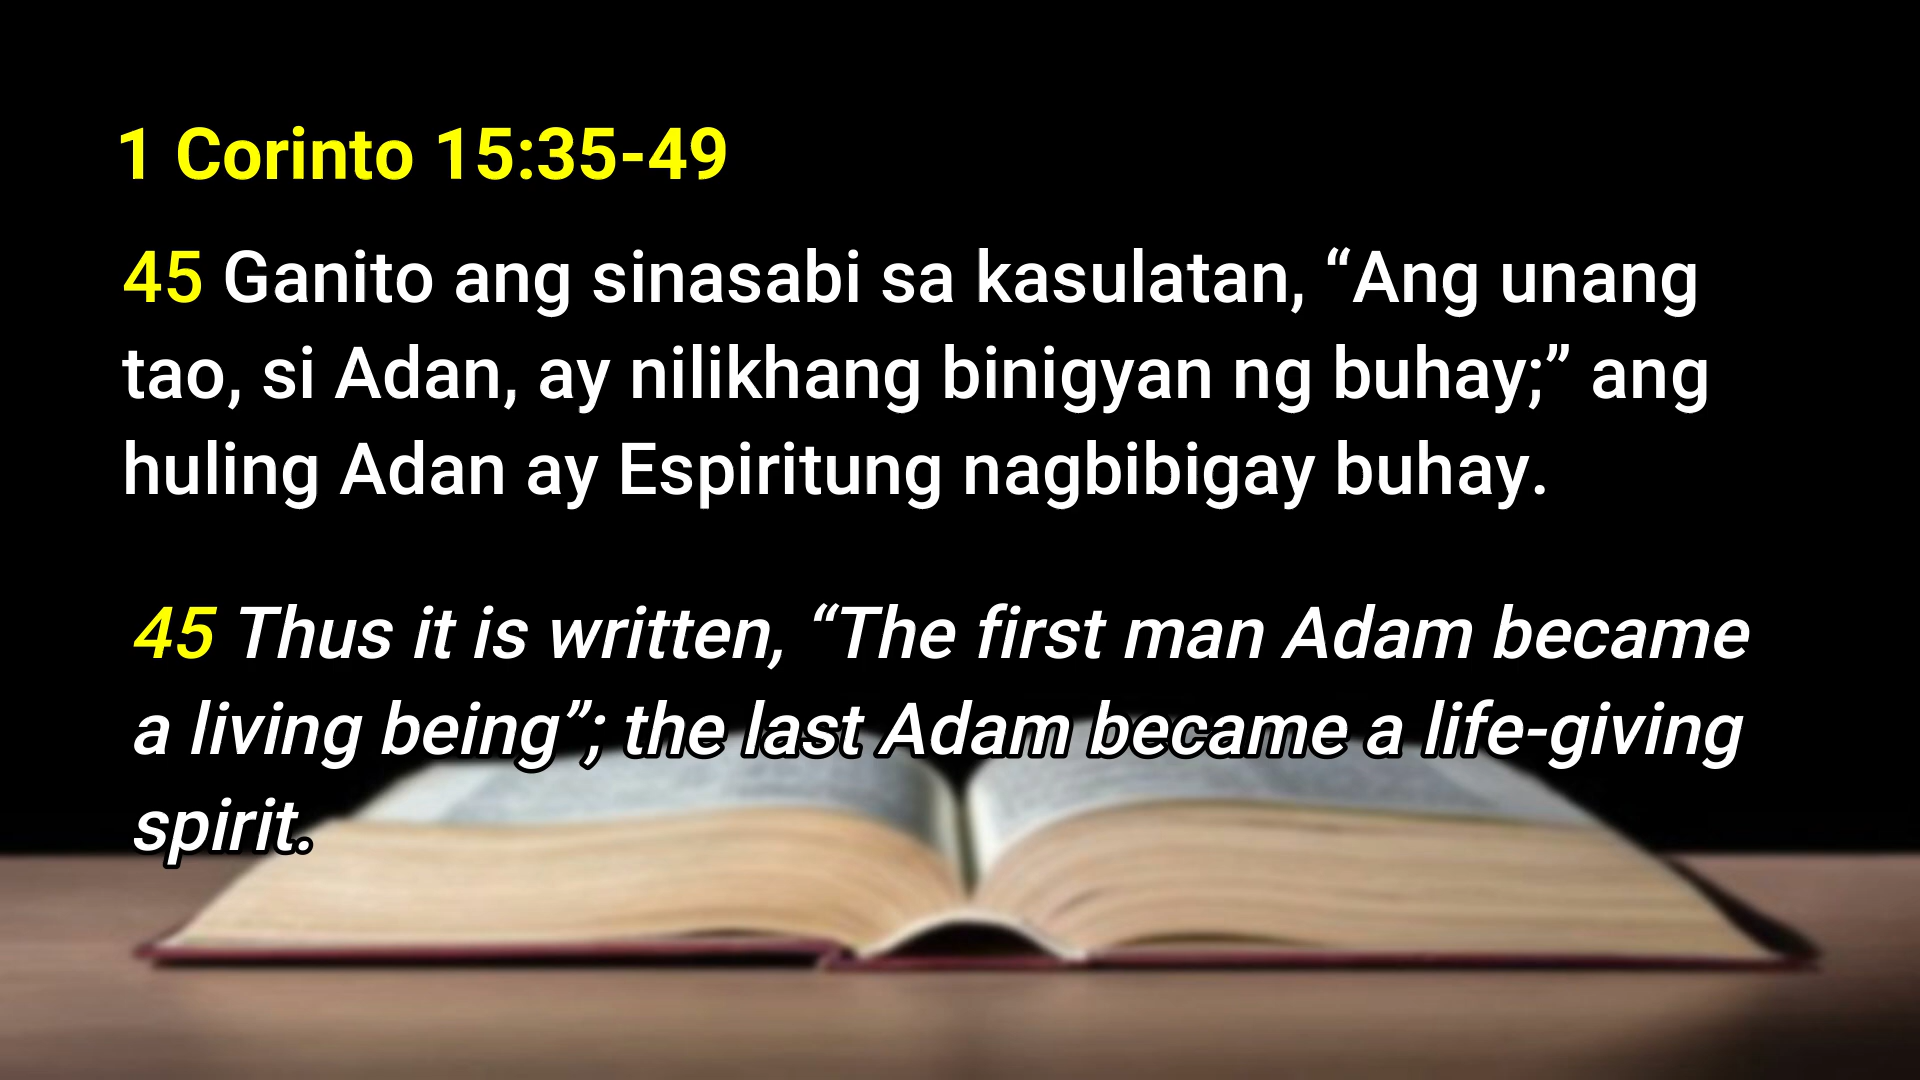 1 Corinto 15:35-49
45 Ganito ang sinasabi sa kasulatan, “Ang unang
tao, si Adan, ay nilikhang binigyan ng buhay;” ang
huling Adan ay Espiritung nagbibigay buhay.
45 Thus it is written, “The first man Adam became
a living being”; the last Adam became a life-giving
spirit.